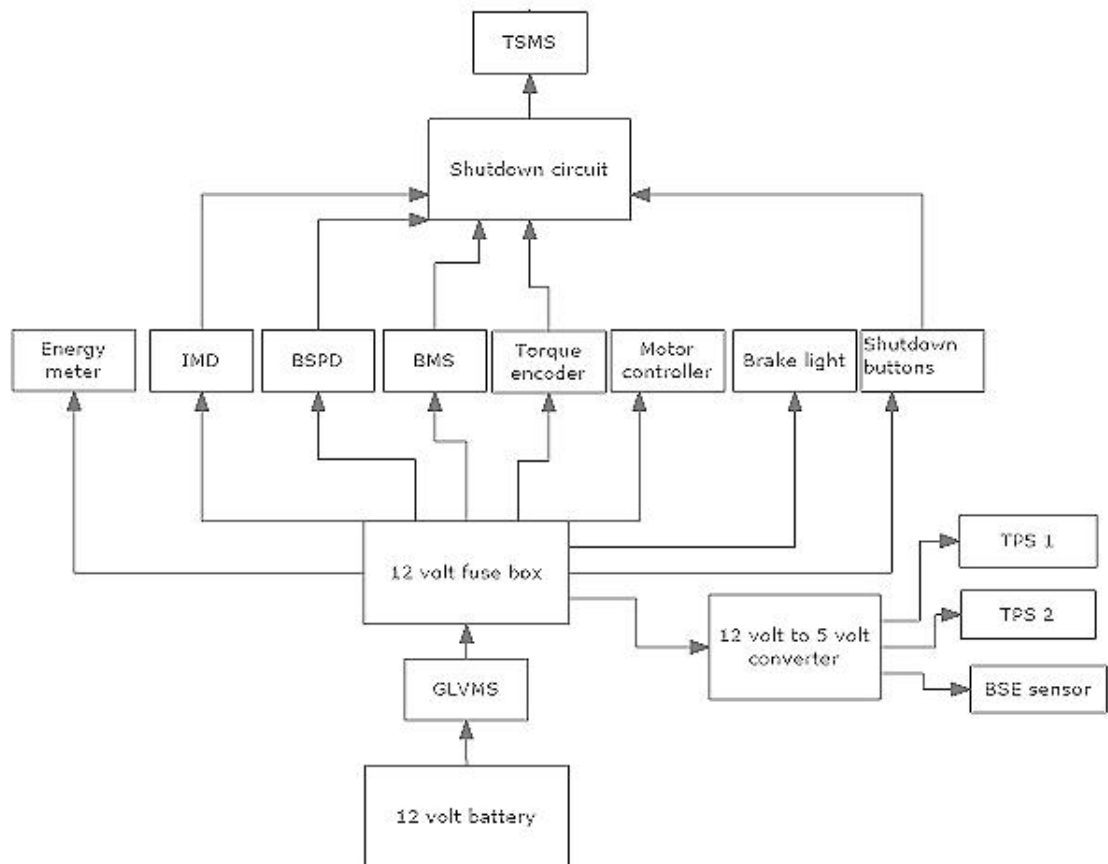 TSMS
Shutdown circuit
Energy
meter
IMD
BSPD
BMS
Torque
encoder
Motor
controller
Brake light
Shutdown
buttons
12 volt fuse box
TPS 1
TPS 2
12 volt to 5 volt
converter
BSE sensor
GLVMS
12 volt battery